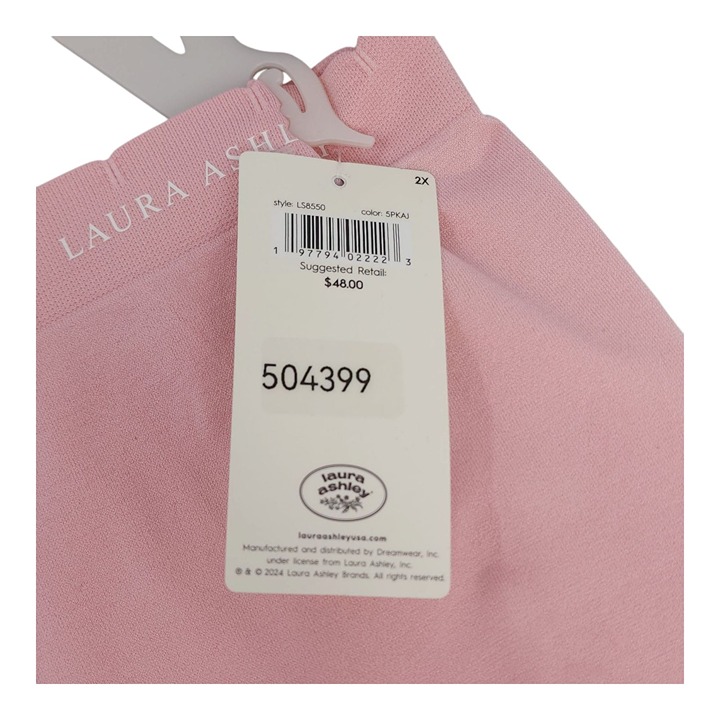 LAURA ASHL Y
2X
style: LS8550 color: 5PKAJ
1 97794 02222 3
Suggested Retail:
$48.00
504399
laura
ashley
lauraashleyusa.com
Manufactured and distributed by Dreamwear, Inc.
under license from Laura Ashley, Inc.
® & © 2024 Laura Ashley Brands. All rights reserved.